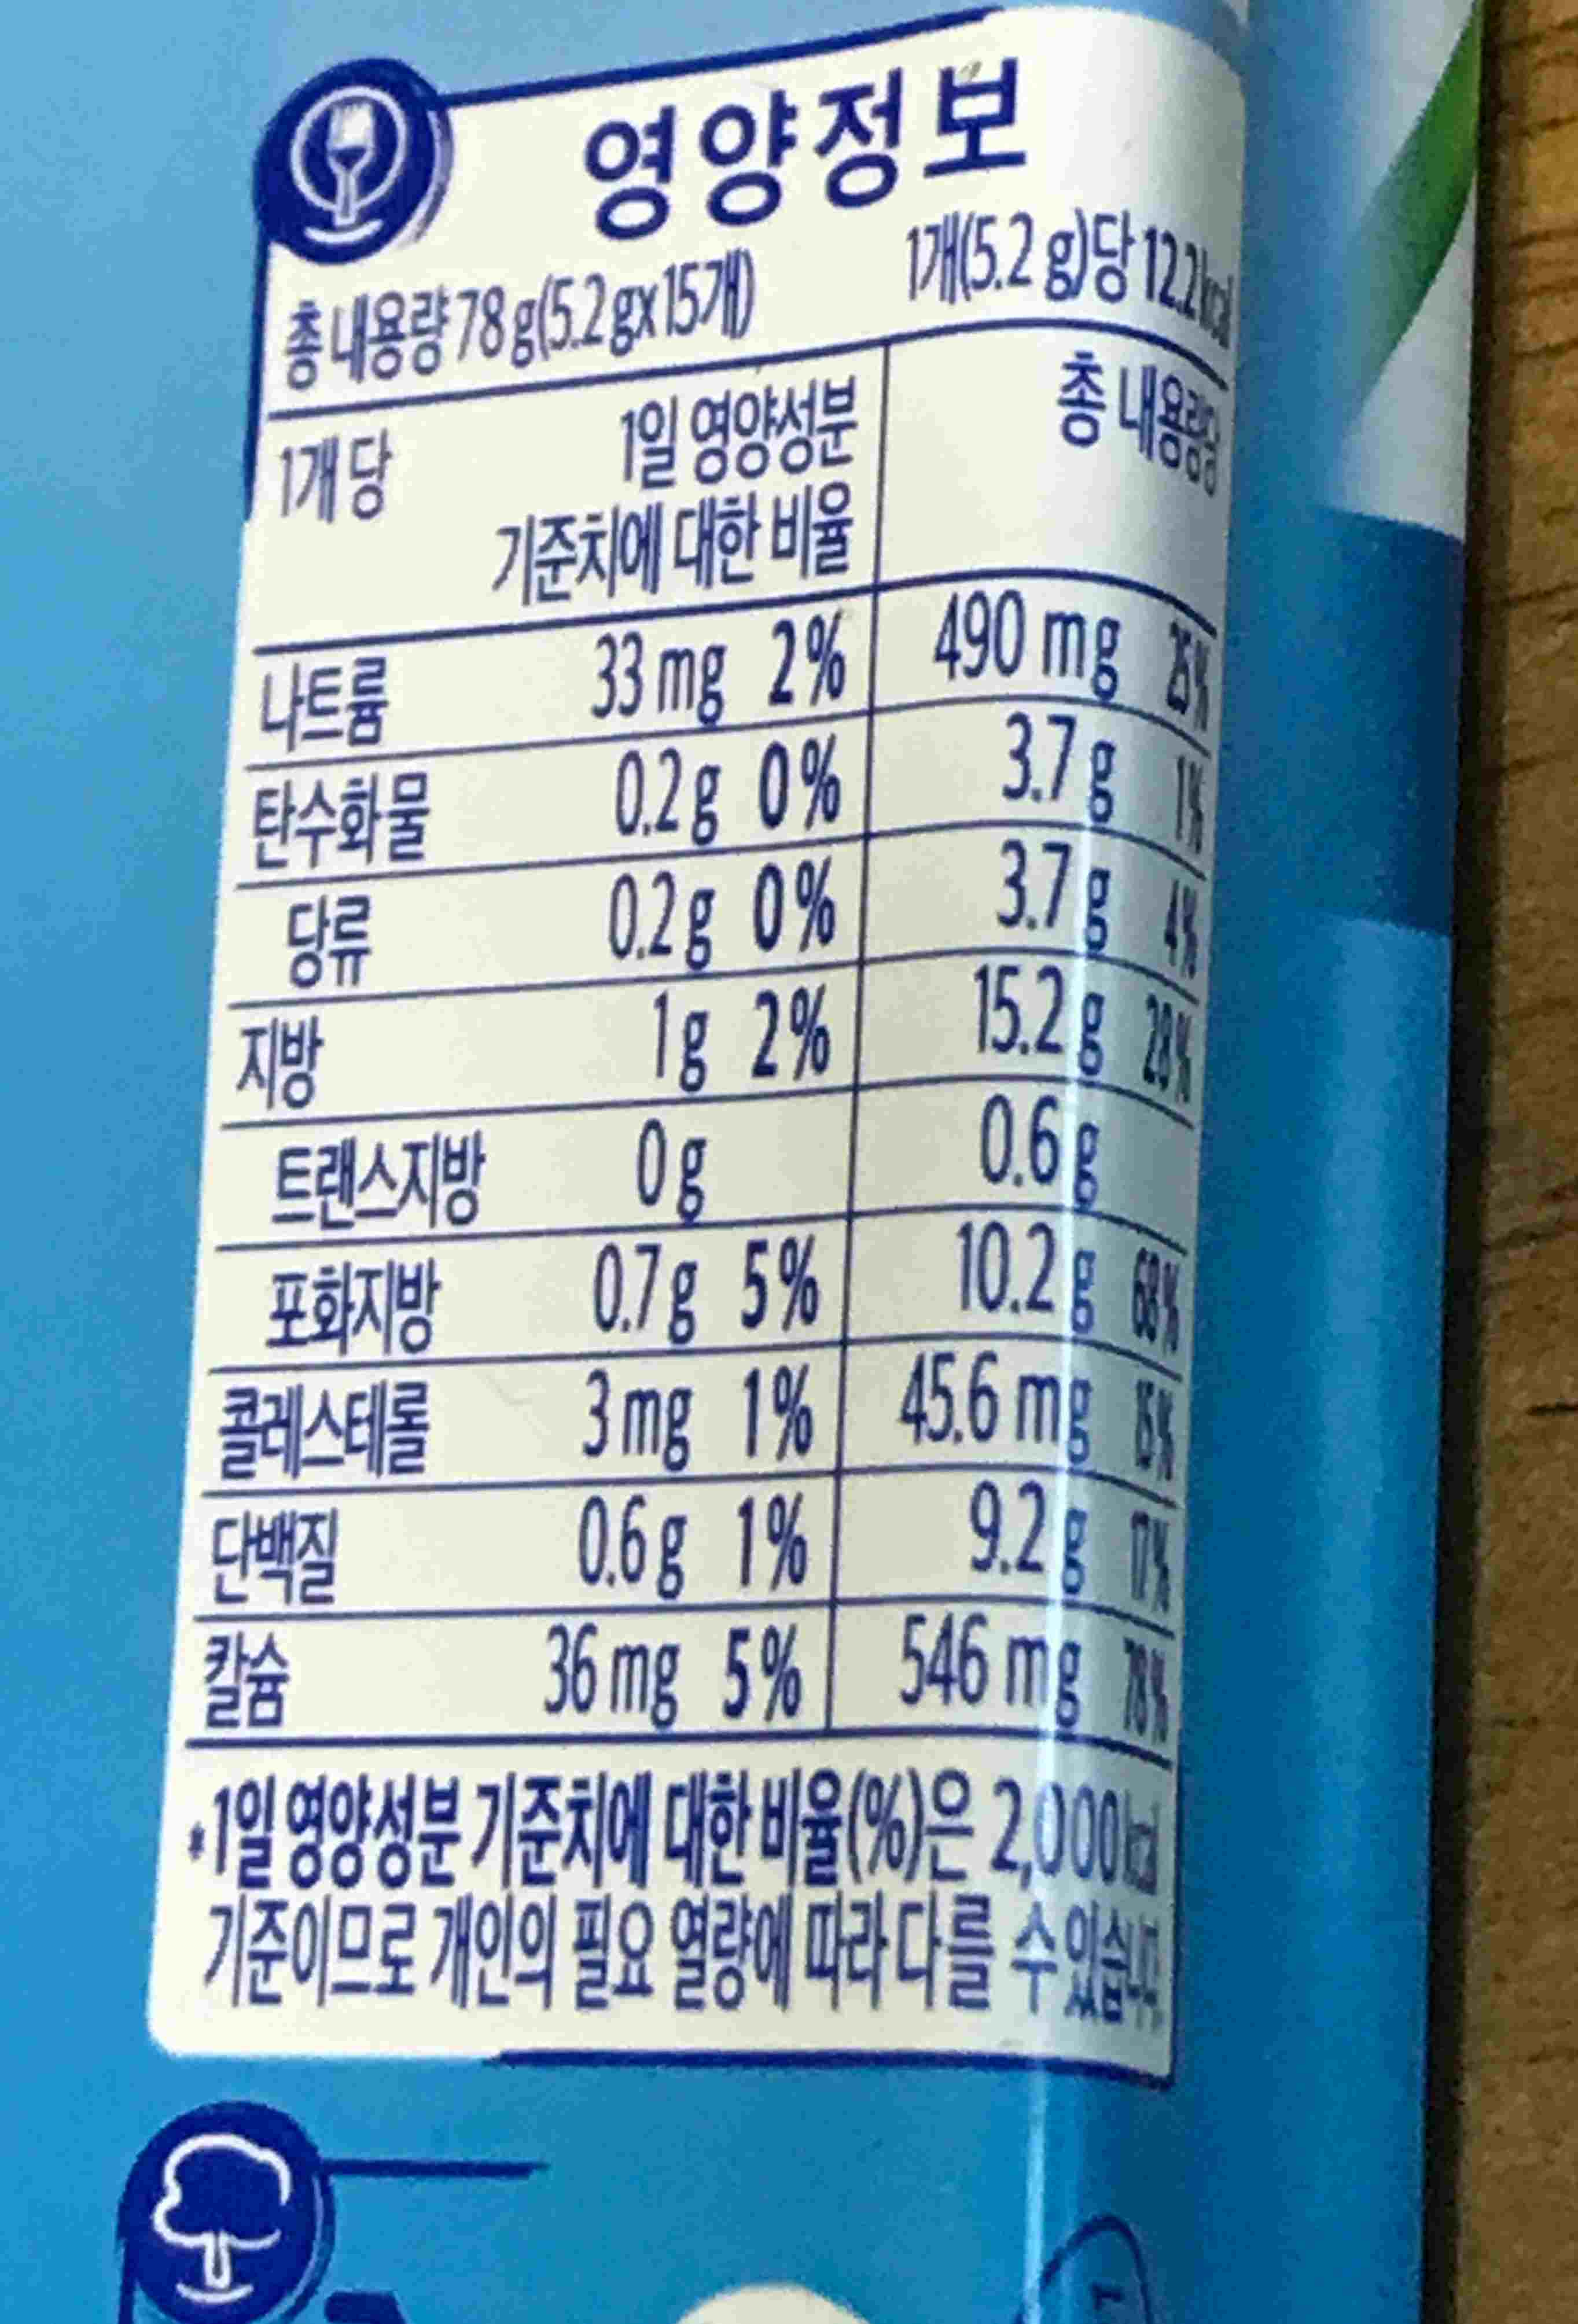 영양정보
총 내용량 78 g(5.2 gx15개) 1개(5.2 g)당 12.2 kcal
1개 당 1일 영양성분 기준치에 대한 비율 총 내용량당
나트륨 33 mg 2% 490 mg 25%
탄수화물 0.2 g 0% 3.7 g 1%
당류 0.2 g 0% 3.7 g 4%
지방 1 g 2% 15.2 g 28%
트랜스지방 0 g 0.6 g
포화지방 0.7 g 5% 10.2 g 68%
콜레스테롤 3 mg 1% 45.6 mg 15%
단백질 0.6 g 1% 9.2 g 17%
칼슘 36 mg 5% 546 mg 78%
*1일 영양성분 기준치에 대한 비율(%)은 2,000 kcal
기준이므로 개인의 필요 열량에 따라 다를 수 있습니다